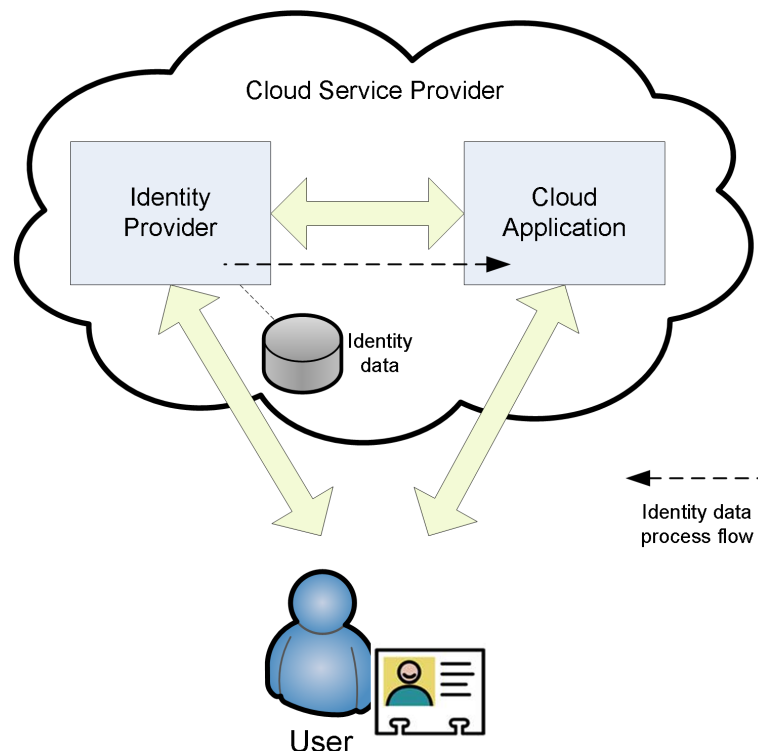 Cloud Service Provider
Identity
Provider
Cloud
Application
Identity
data
Identity data
process flow
User